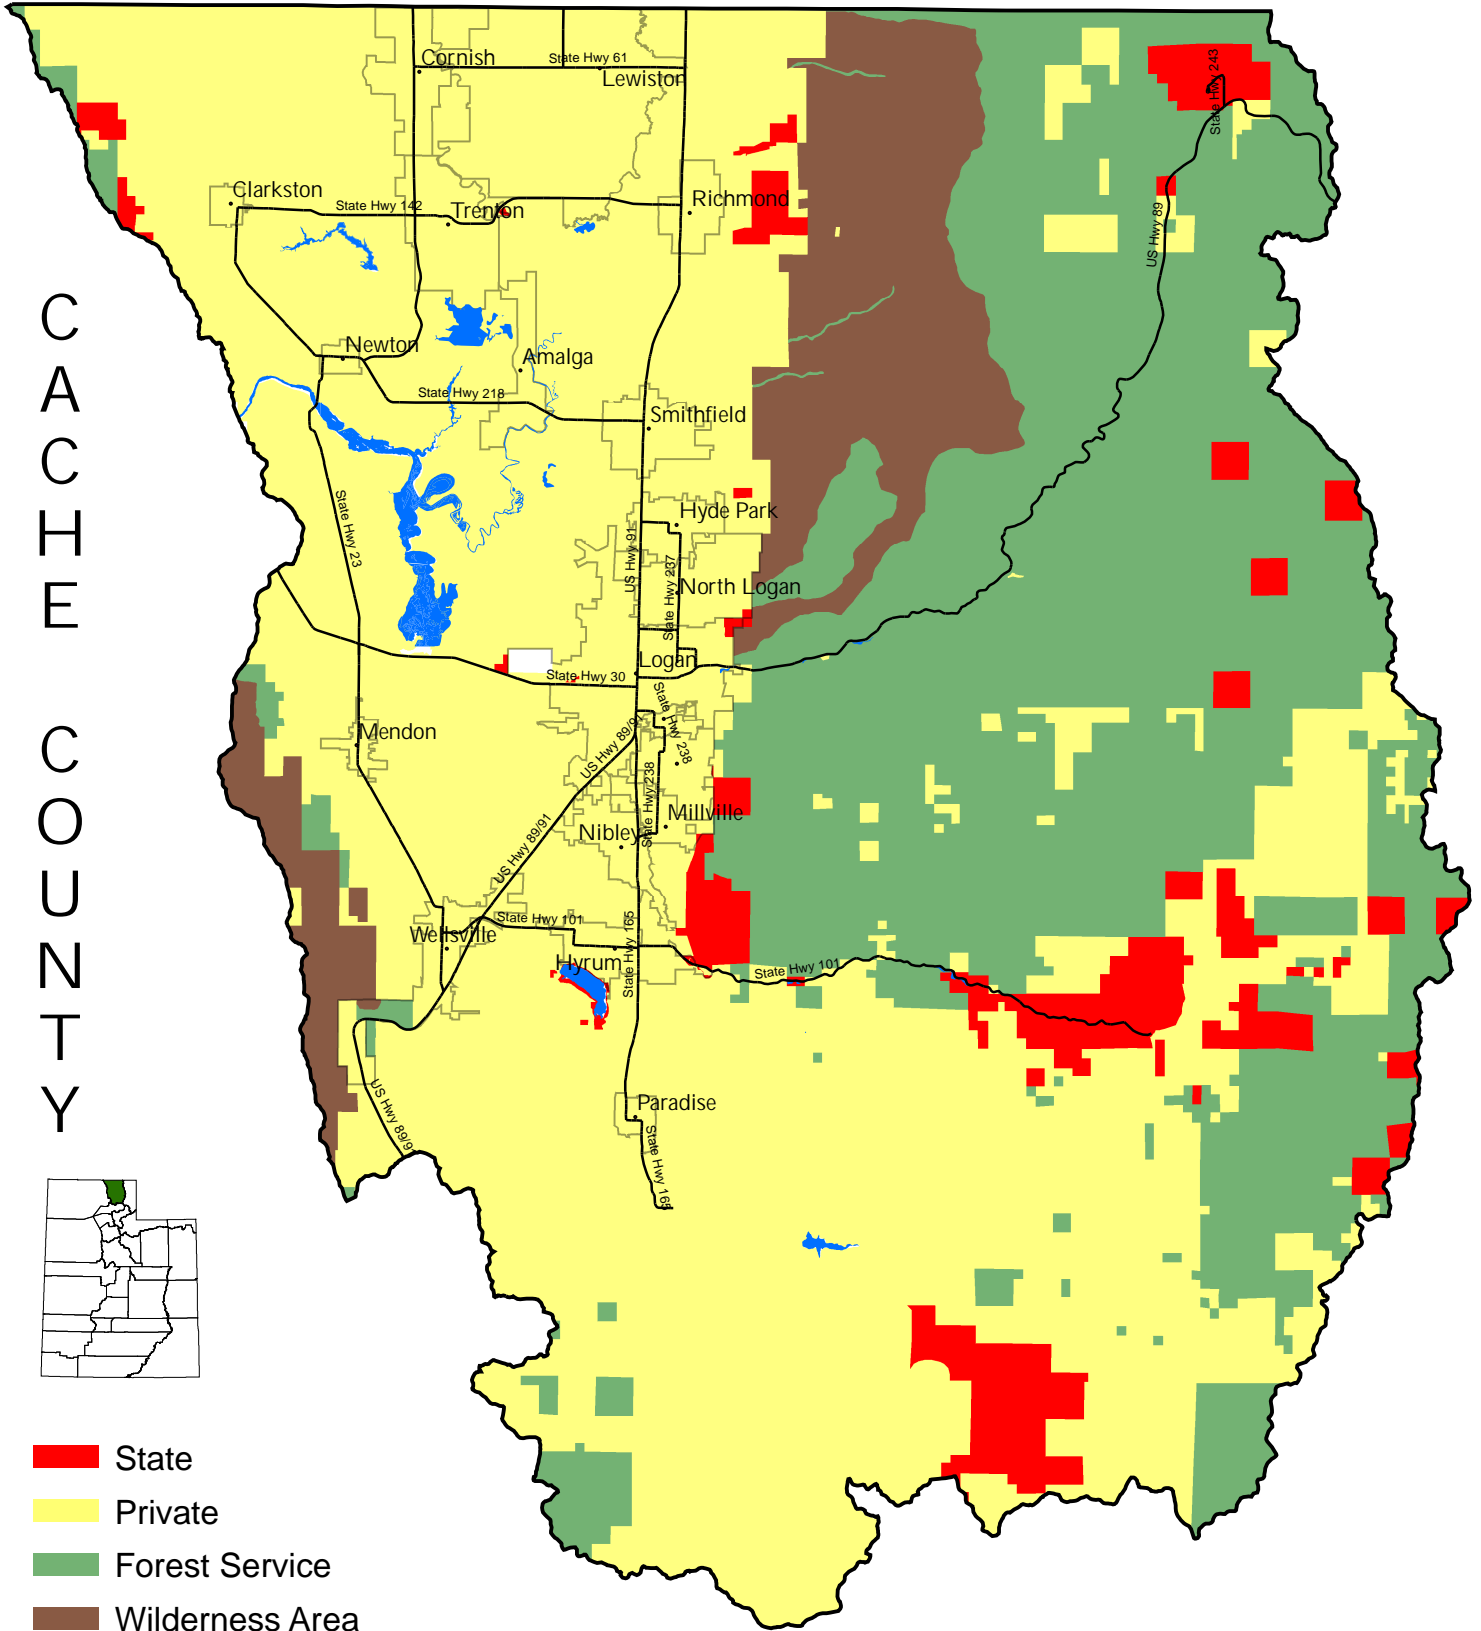 CACHE COUNTY
Cornish
State Hwy 61
Lewiston
State Hwy 243
Clarkston
State Hwy 142
Trenton
Richmond
US Hwy 89
Newton
Amalga
State Hwy 218
Smithfield
State Hwy 23
Hyde Park
US Hwy 91
State Hwy 237
North Logan
Logan
State Hwy 30
State Hwy 238
Mendon
US Hwy 89/91
State Hwy 238
Millville
Nibley
US Hwy 89/91
State Hwy 101
State Hwy 165
Wellsville
Hyrum
State Hwy 101
US Hwy 89/9
Paradise
State Hwy 165
State
Private
Forest Service
Wilderness Area